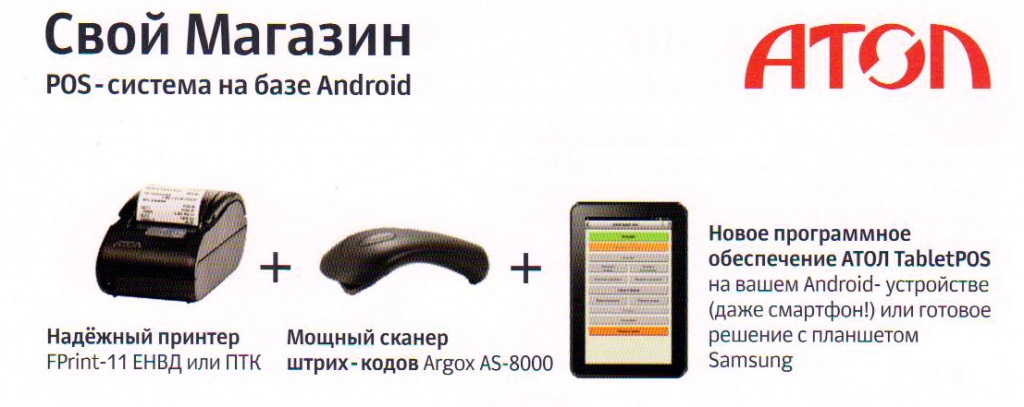 Свой Магазин
POS-система на базе Android
АТОЛ
АТОЛ
+
+
Надёжный принтер
FPrint-11 ЕНВД или ПТК
Мощный сканер
штрих-кодов Argox AS-8000
Новое программное
обеспечение АТОЛ TabletPOS
на вашем Android- устройстве
(даже смартфон!) или готовое
решение с планшетом
Samsung